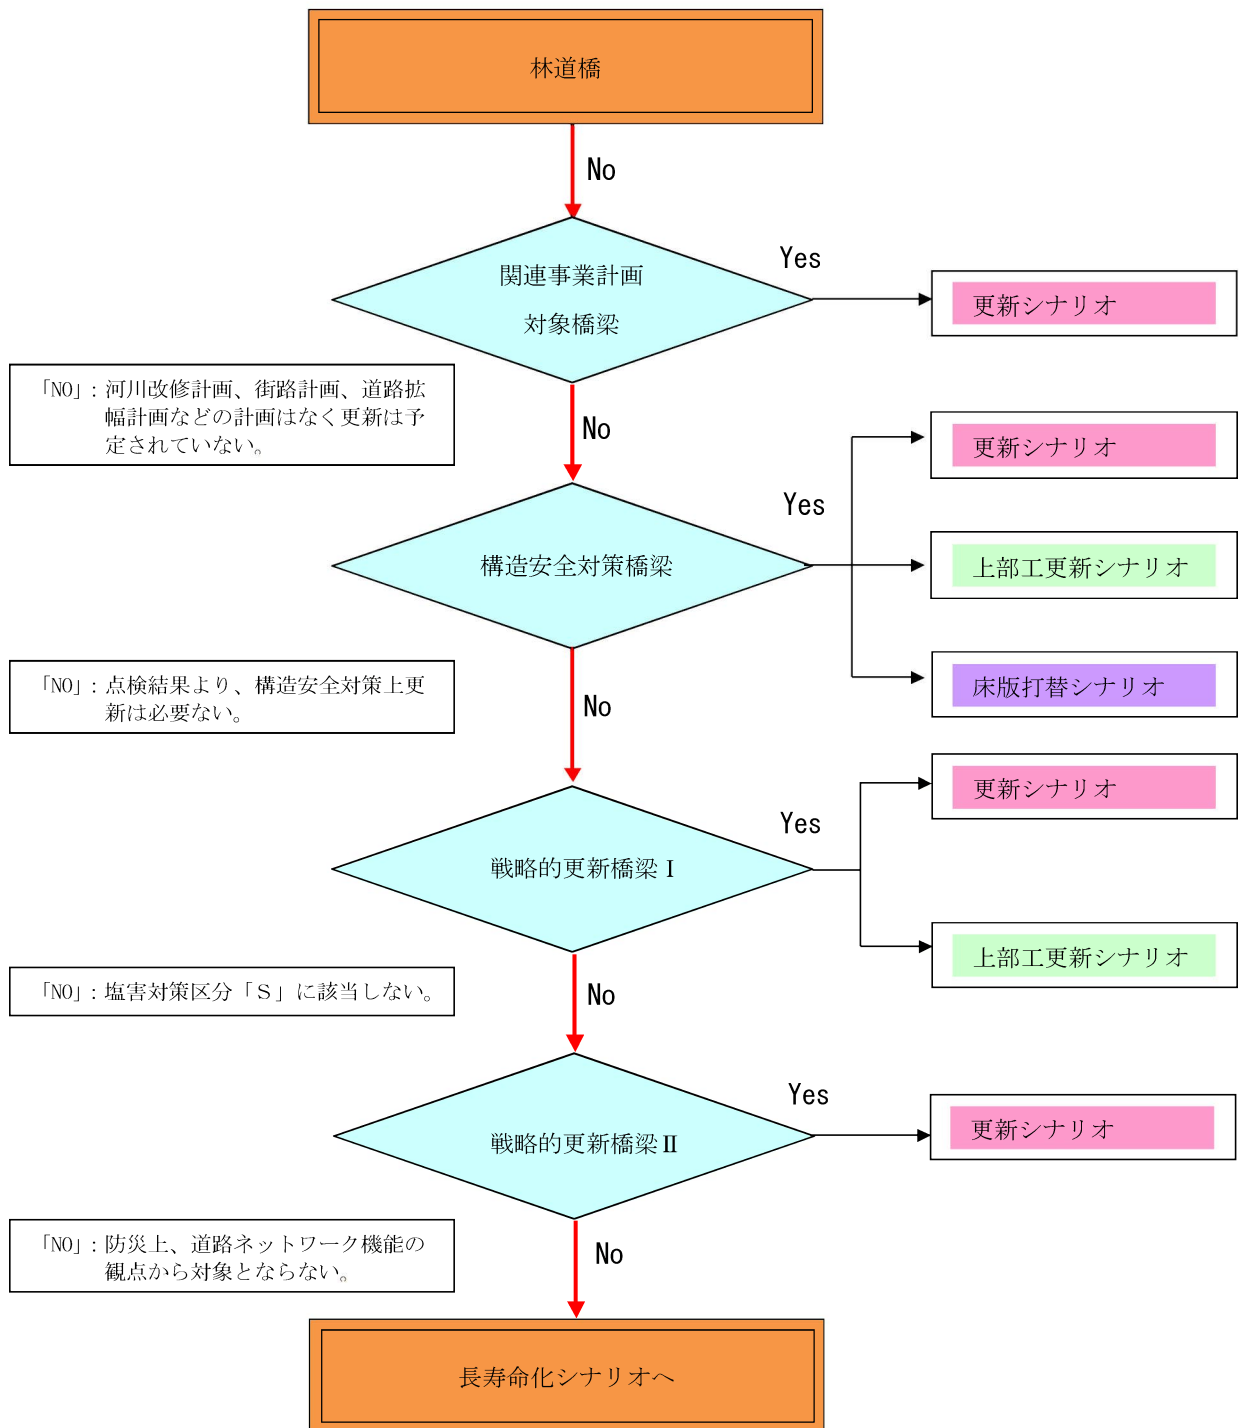 林道橋
No
関連事業計画
対象橋梁
Yes
更新シナリオ
「NO」：河川改修計画、街路計画、道路拡
幅計画などの計画はなく更新は予
定されていない。
No
構造安全対策橋梁
Yes
更新シナリオ
上部工更新シナリオ
床版打替シナリオ
「NO」：点検結果より、構造安全対策上更
新は必要ない。
No
戦略的更新橋梁Ⅰ
Yes
更新シナリオ
上部工更新シナリオ
「NO」：塩害対策区分「Ｓ」に該当しない。
No
戦略的更新橋梁Ⅱ
Yes
更新シナリオ
「NO」：防災上、道路ネットワーク機能の
観点から対象とならない。
No
長寿命化シナリオへ